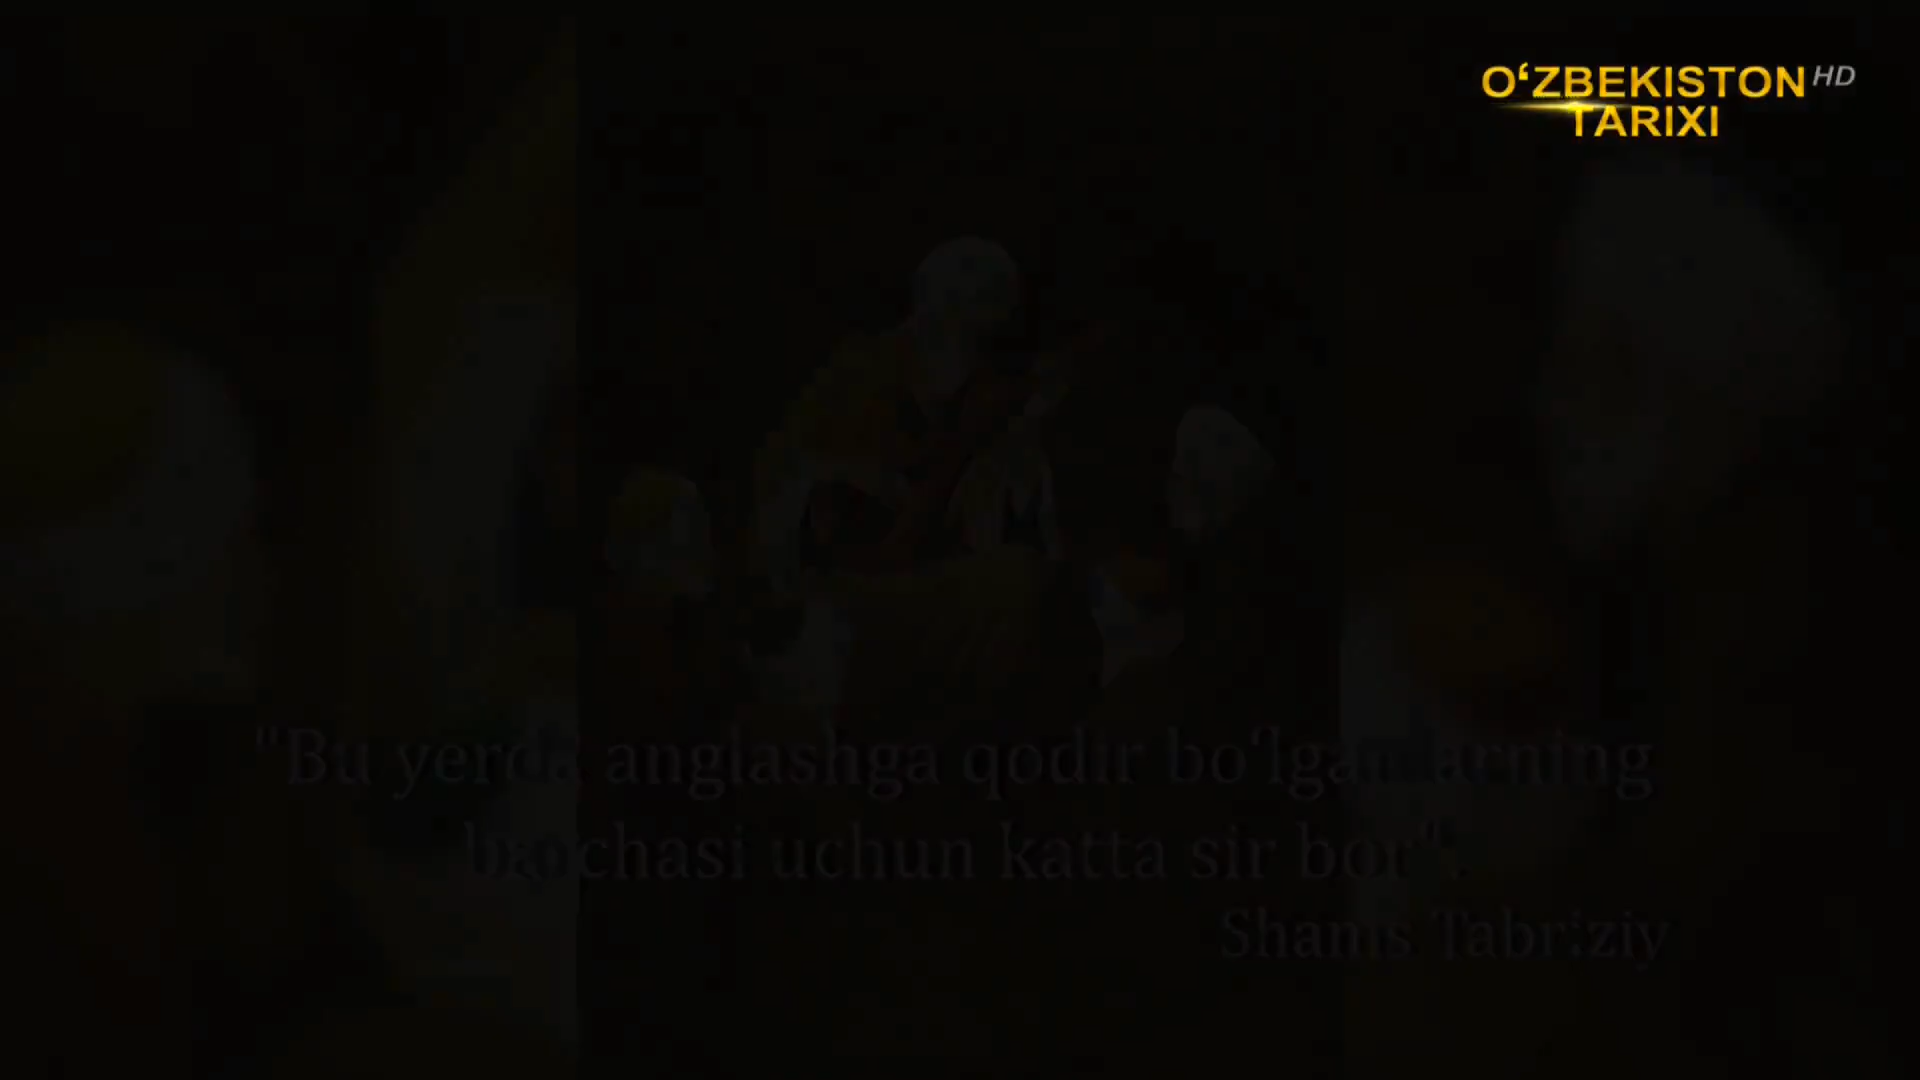 O‘ZBEKISTON HD
TARIXI
"Bu yerda anglashga qodir bo‘lganlarning
barchasi uchun katta sir bor".
Shams Tabriziy